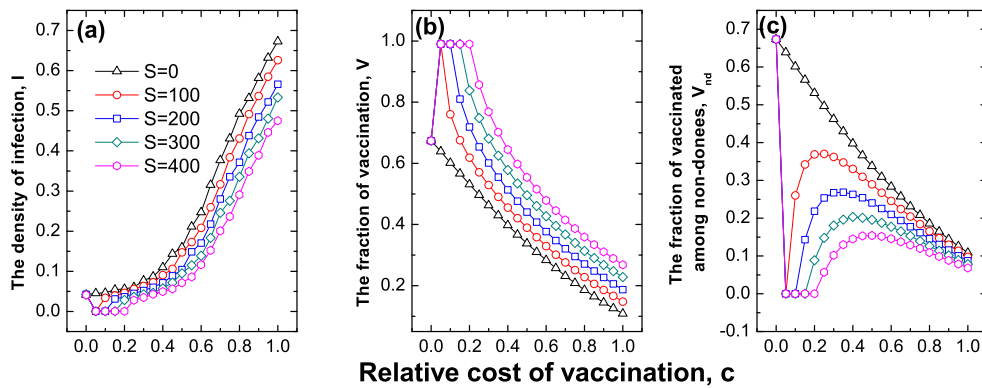 (a)
The density of infection, I
0.7
0.6
0.5
0.4
0.3
0.2
0.1
0.0
S=0
S=100
S=200
S=300
S=400
0.0 0.2 0.4 0.6 0.8 1.0
(b)
The fraction of vaccination, V
1.0
0.8
0.6
0.4
0.2
0.0 0.2 0.4 0.6 0.8 1.0
(c)
The fraction of vaccinated
among non-donees, Vnd
0.7
0.6
0.5
0.4
0.3
0.2
0.1
0.0
-0.1
0.0 0.2 0.4 0.6 0.8 1.0
Relative cost of vaccination, c